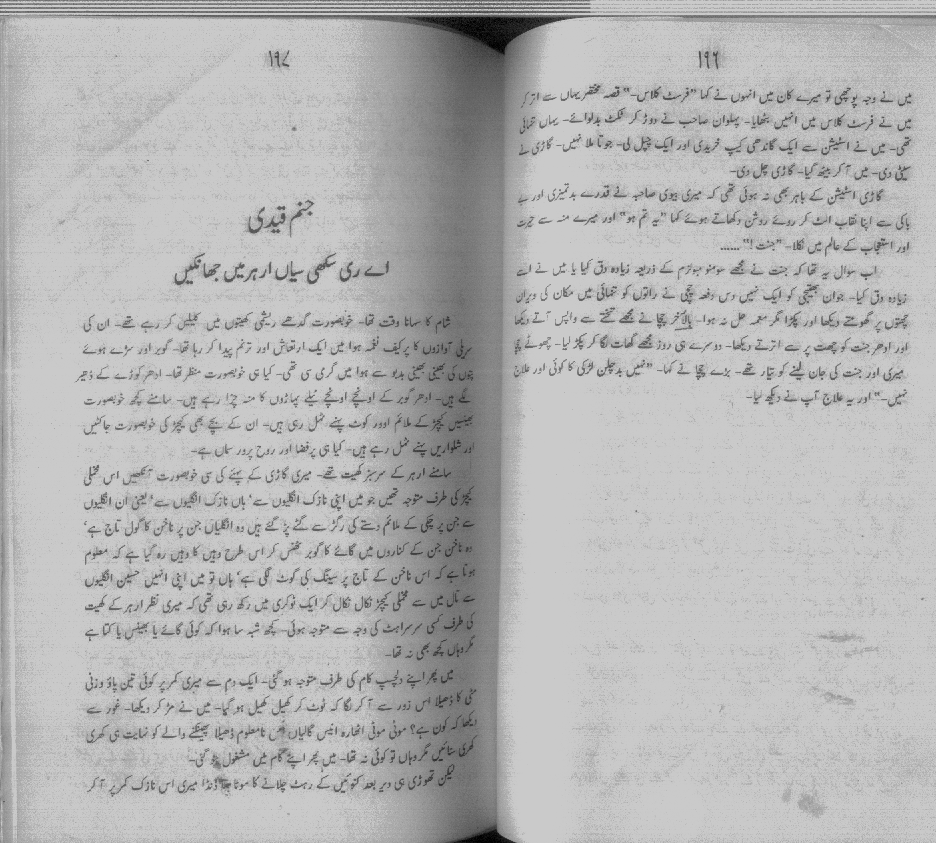 ۱۹۶
میں نے وجہ پوچھی تو میرے کان میں انہوں نے کہا ”فرسٹ کلاس۔“ قصہ مختصر یہاں سے اتر کر
میں نے فرسٹ کلاس میں انہیں بٹھایا۔ پہلوان صاحب نے دوڑ کر ٹکٹ بدلوائے۔ یہاں تنہائی
تھی۔ میں نے اسٹیشن سے ایک گاندھی کیپ خریدی اور ایک چپل لی۔ جوتا ملا نہیں۔ گاڑی نے
سیٹی دی۔ میں آ کر بیٹھ گیا۔ گاڑی چل دی۔
گاڑی اسٹیشن کے باہر بھی نہ ہوئی تھی کہ میری بیوی صاحبہ نے قدرے بدتمیزی اور بے
باکی سے اپنا نقاب الٹ کر روئے روشن دکھاتے ہوئے کہا ”یہ تم ہو“ اور میرے منہ سے حیرت
اور استعجاب کے عالم میں نکلا۔ ”جنت !“ ......
اب سوال یہ تھا کہ جنت نے مجھے سومنو مبولزم کے ذریعہ زیادہ دق کیا یا میں نے اسے
زیادہ دق کیا۔ جوان بھتیجی کو ایک نہیں دس دفعہ چچی نے راتوں کو تنہائی میں مکان کی ویران
چھتوں پر گھومتے دیکھا اور پکڑا مگر معمہ حل نہ ہوا۔ بالآخر چچا نے مجھے تختے سے واپس آتے دیکھا
اور ادھر جنت کو چھت پر سے اترتے دیکھا۔ دوسرے ہی روز مجھے گھات لگا کر پکڑ لیا۔ چھوٹے چچا
میری اور جنت کی جان لینے کو تیار تھے۔ بڑے چچا نے کہا۔ ”نہیں بدچلن لڑکی کا کوئی اور علاج
نہیں۔“ اور یہ علاج آپ نے دیکھ لیا۔
۱۹۷
جنم قیدی
اے ری سکھی سیاں ارہر میں جھانکیں
شام کا سہانا وقت تھا۔ خوبصورت گدھے ریشمی کھیتوں میں کلیلیں کر رہے تھے۔ ان کی
سریلی آوازوں کا پرکیف نغمہ ہوا میں ایک ارتعاش اور ترنم پیدا کر رہا تھا۔ گوبر اور سڑے ہوئے
پتوں کی بھینی بھینی بدبو سے ہوا میں گرمی سی تھی۔ کیا ہی خوبصورت منظر تھا۔ ادھر کوڑے کے ڈھیر
لگے ہیں۔ ادھر گوبر کے اونچے اونچے ٹیلے پہاڑوں کا منہ چڑا رہے ہیں۔ سامنے کچھ خوبصورت
بھینسیں کیچڑ کے ملائم اوور کوٹ پہنے ٹہل رہی ہیں۔ ان کے بچے بھی کیچڑ کی خوبصورت جاکٹیں
اور شلواریں پہنے ٹہل رہے ہیں۔ کیا ہی پرفضا اور روح پرور سماں ہے۔
سامنے ارہر کے سرسبز کھیت تھے۔ میری گاڑی کے پہئے کی سی خوبصورت آنکھیں اس مخملی
کیچڑ کی طرف متوجہ تھیں جو میں اپنی نازک انگلیوں سے‘ ہاں نازک انگلیوں سے‘ یعنی ان انگلیوں
سے جن پر چکی کے ملائم دستے کی رگڑ سے گٹے پڑ گئے ہیں وہ انگلیاں جن پر ناخن کا گول تاج ہے‘
وہ ناخن جن کے کناروں میں گائے کا گوبر گھس کر اس طرح وہیں کا وہیں رہ گیا ہے کہ معلوم
ہوتا ہے کہ اس ناخن کے تاج پر سینگ کی گوٹ لگی ہے‘ ہاں تو میں اپنی انہیں حسین انگلیوں
سے نال میں سے مخملی کیچڑ نکال نکال کر ایک ٹوکری میں رکھ رہی تھی کہ میری نظر ارہر کے کھیت
کی طرف کسی سرسراہٹ کی وجہ سے متوجہ ہوئی۔ کچھ شبہ سا ہوا کہ کوئی گائے یا بھینس یا کتا ہے
مگر وہاں کچھ بھی نہ تھا۔
میں پھر اپنے دلچسپ کام کی طرف متوجہ ہو گئی۔ ایک دم سے میری کمر پر کوئی تین پاؤ وزنی
مٹی کا ڈھیلا اس زور سے آ کر لگا کہ ٹوٹ کر کھیل کھیل ہو گیا۔ میں نے مڑ کر دیکھا۔ غور سے
دیکھا کہ کون ہے؟ موٹی موٹی اٹھارہ انیس گالیاں اس نامعلوم ڈھیلا پھینکنے والے کو نہایت ہی کھری
کھری سنائیں مگر وہاں تو کوئی نہ تھا۔ میں پھر اپنے کام میں مشغول ہو گئی۔
لیکن تھوڑی ہی دیر بعد کنوئیں کے رہٹ چلانے کا موٹا ڈنڈا میری اس نازک کمر پر آ کر